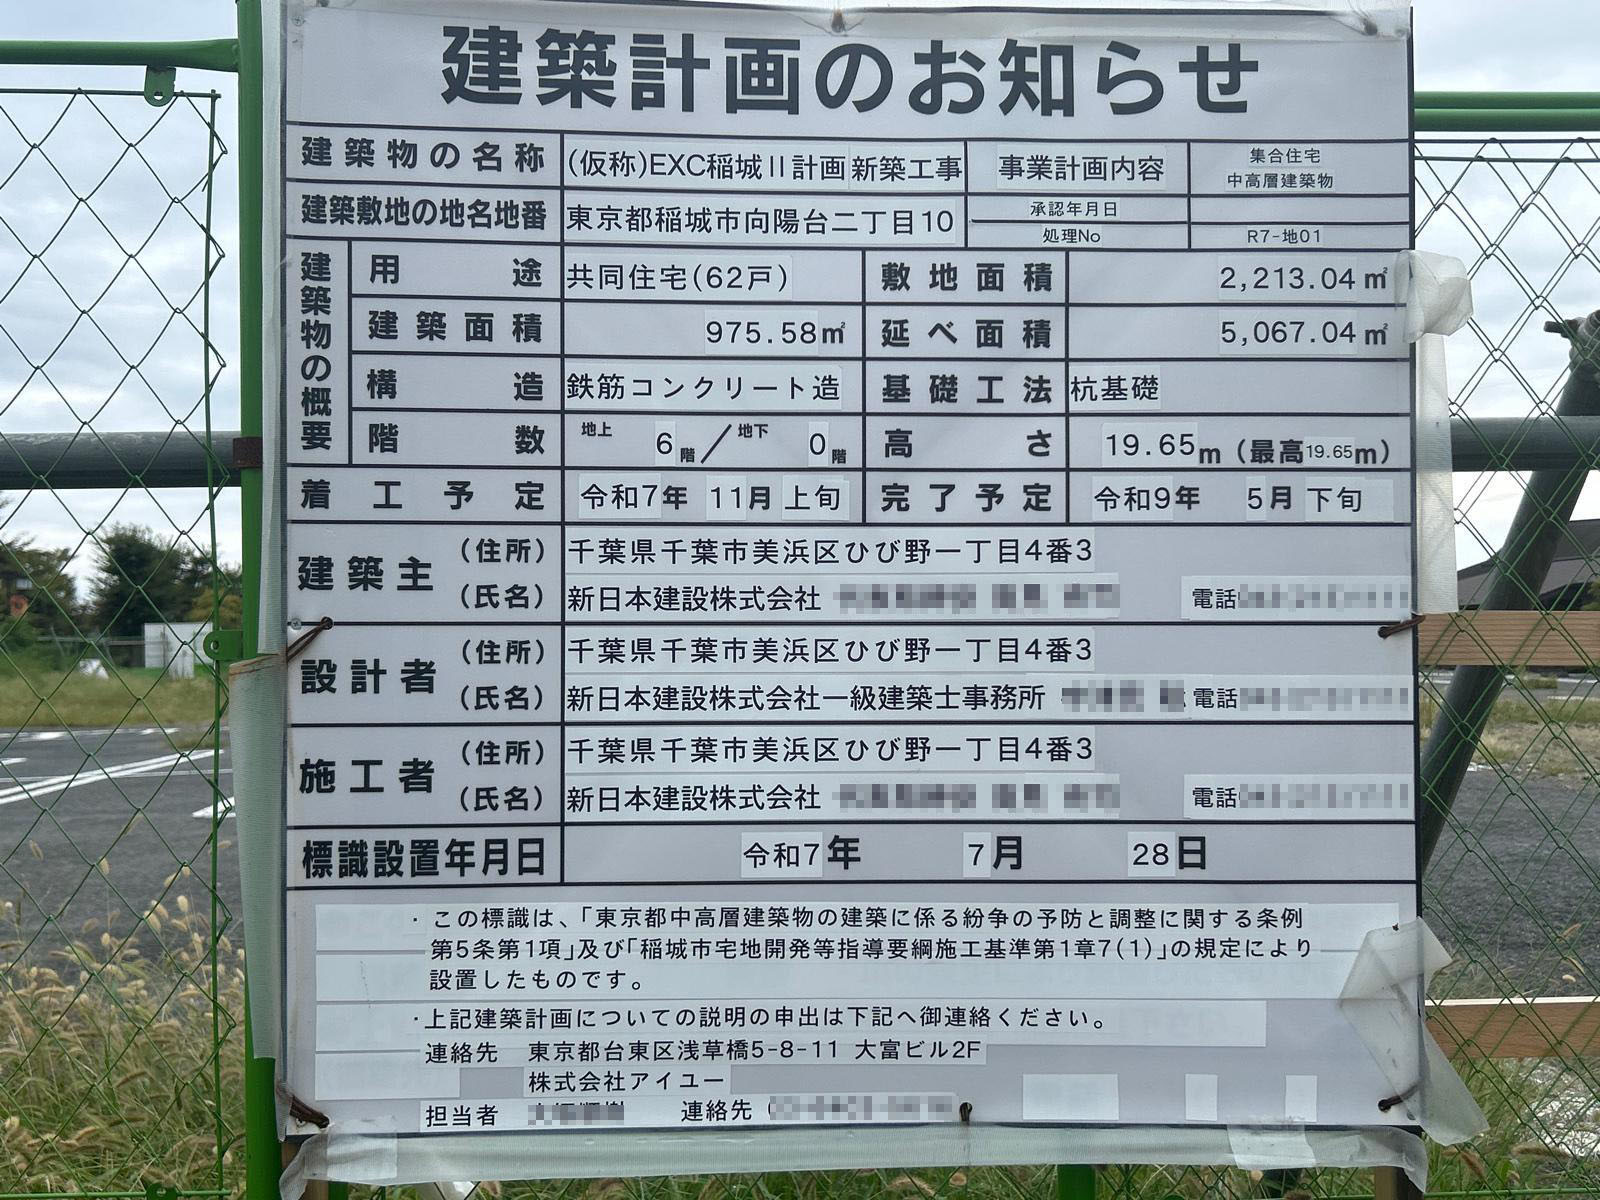 建築計画のお知らせ
建築物の名称 (仮称)EXC稲城Ⅱ計画 新築工事 事業計画内容 集合住宅 中高層建築物
建築敷地の地名地番 東京都稲城市向陽台二丁目10 承認年月日
処理No R7-地01
建築物の概要
用途 共同住宅(62戸) 敷地面積 2,213.04㎡
建築面積 975.58㎡ 延べ面積 5,067.04㎡
構造 鉄筋コンクリート造 基礎工法 杭基礎
階数 地上 6階/地下 0階 高さ 19.65m(最高19.65m)
着工予定 令和7年 11月 上旬 完了予定 令和9年 5月 下旬
建築主 (住所) 千葉県千葉市美浜区ひび野一丁目4番3
(氏名) 新日本建設株式会社 電話
設計者 (住所) 千葉県千葉市美浜区ひび野一丁目4番3
(氏名) 新日本建設株式会社一級建築士事務所 電話
施工者 (住所) 千葉県千葉市美浜区ひび野一丁目4番3
(氏名) 新日本建設株式会社 電話
標識設置年月日 令和7年 7月 28日
・この標識は、「東京都中高層建築物の建築に係る紛争の予防と調整に関する条例
第5条第1項」及び「稲城市宅地開発等指導要綱施工基準第1章7(1)」の規定により
設置したものです。
・上記建築計画についての説明の申出は下記へ御連絡ください。
連絡先 東京都台東区浅草橋5-8-11 大富ビル2F
株式会社アイユー
担当者 連絡先